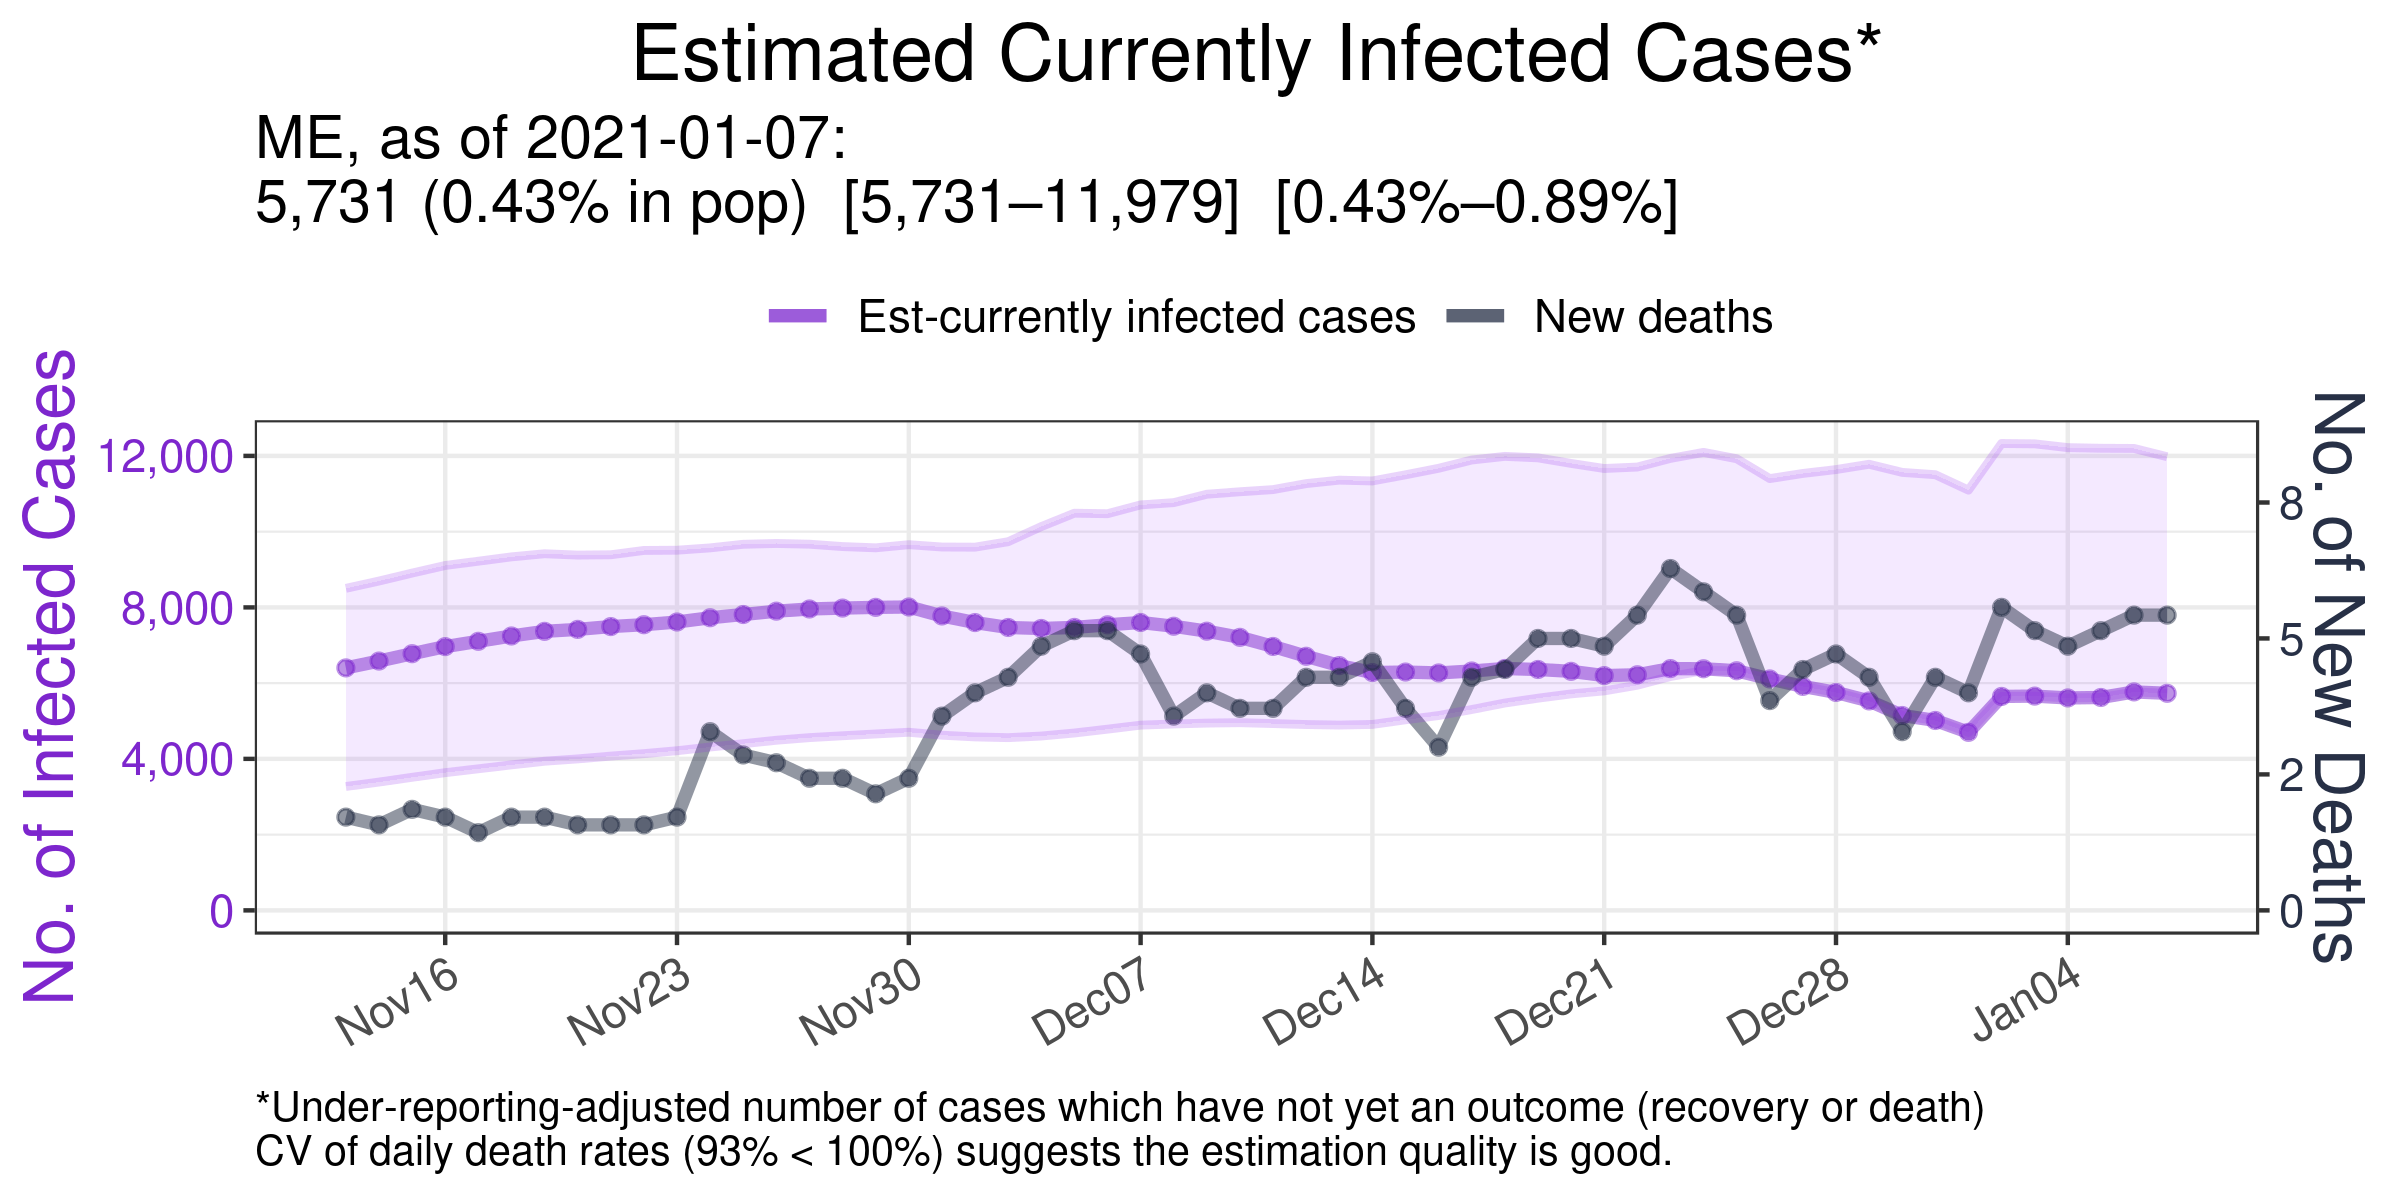 Estimated Currently Infected Cases*
ME, as of 2021-01-07:
5,731 (0.43% in pop) [5,731–11,979] [0.43%–0.89%]
Est-currently infected cases
New deaths
No. of Infected Cases
12,000
8,000
4,000
0
No. of New Deaths
8
5
2
0
Nov16
Nov23
Nov30
Dec07
Dec14
Dec21
Dec28
Jan04
*Under-reporting-adjusted number of cases which have not yet an outcome (recovery or death)
CV of daily death rates (93% < 100%) suggests the estimation quality is good.